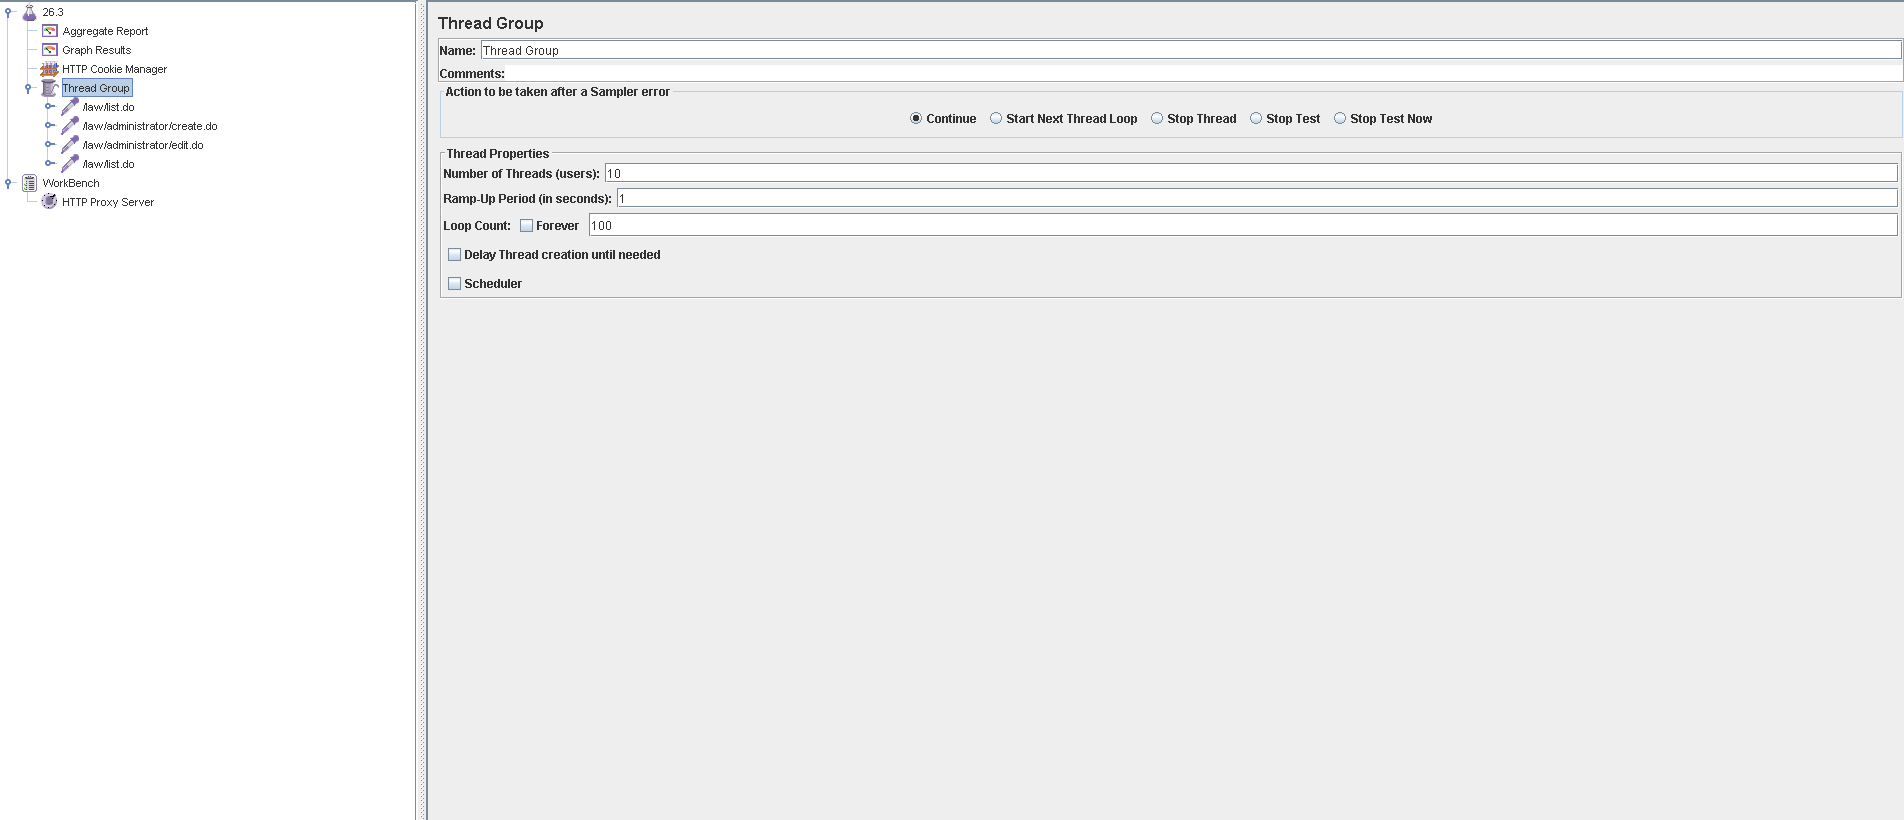 26.3
Aggregate Report
Graph Results
HTTP Cookie Manager
Thread Group
/law/list.do
/law/administrator/create.do
/law/administrator/edit.do
/law/list.do
WorkBench
HTTP Proxy Server
Thread Group
Name: Thread Group
Comments:
Action to be taken after a Sampler error
Continue Start Next Thread Loop Stop Thread Stop Test Stop Test Now
Thread Properties
Number of Threads (users): 10
Ramp-Up Period (in seconds): 1
Loop Count: Forever 100
Delay Thread creation until needed
Scheduler